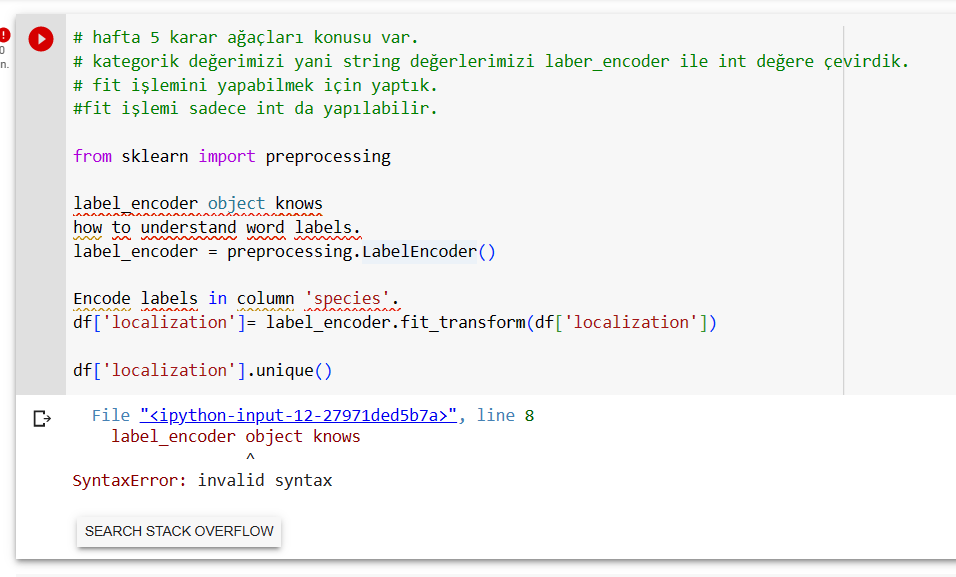 0
n.
# hafta 5 karar ağaçları konusu var.
# kategorik değerimizi yani string değerlerimizi laber_encoder ile int değere çevirdik.
# fit işlemini yapabilmek için yaptık.
#fit işlemi sadece int da yapılabilir.
from sklearn import preprocessing
label_encoder object knows
how to understand word labels.
label_encoder = preprocessing.LabelEncoder()
Encode labels in column 'species'.
df['localization']= label_encoder.fit_transform(df['localization'])
df['localization'].unique()
File "<ipython-input-12-27971ded5b7a>", line 8
label_encoder object knows
^
SyntaxError: invalid syntax
SEARCH STACK OVERFLOW